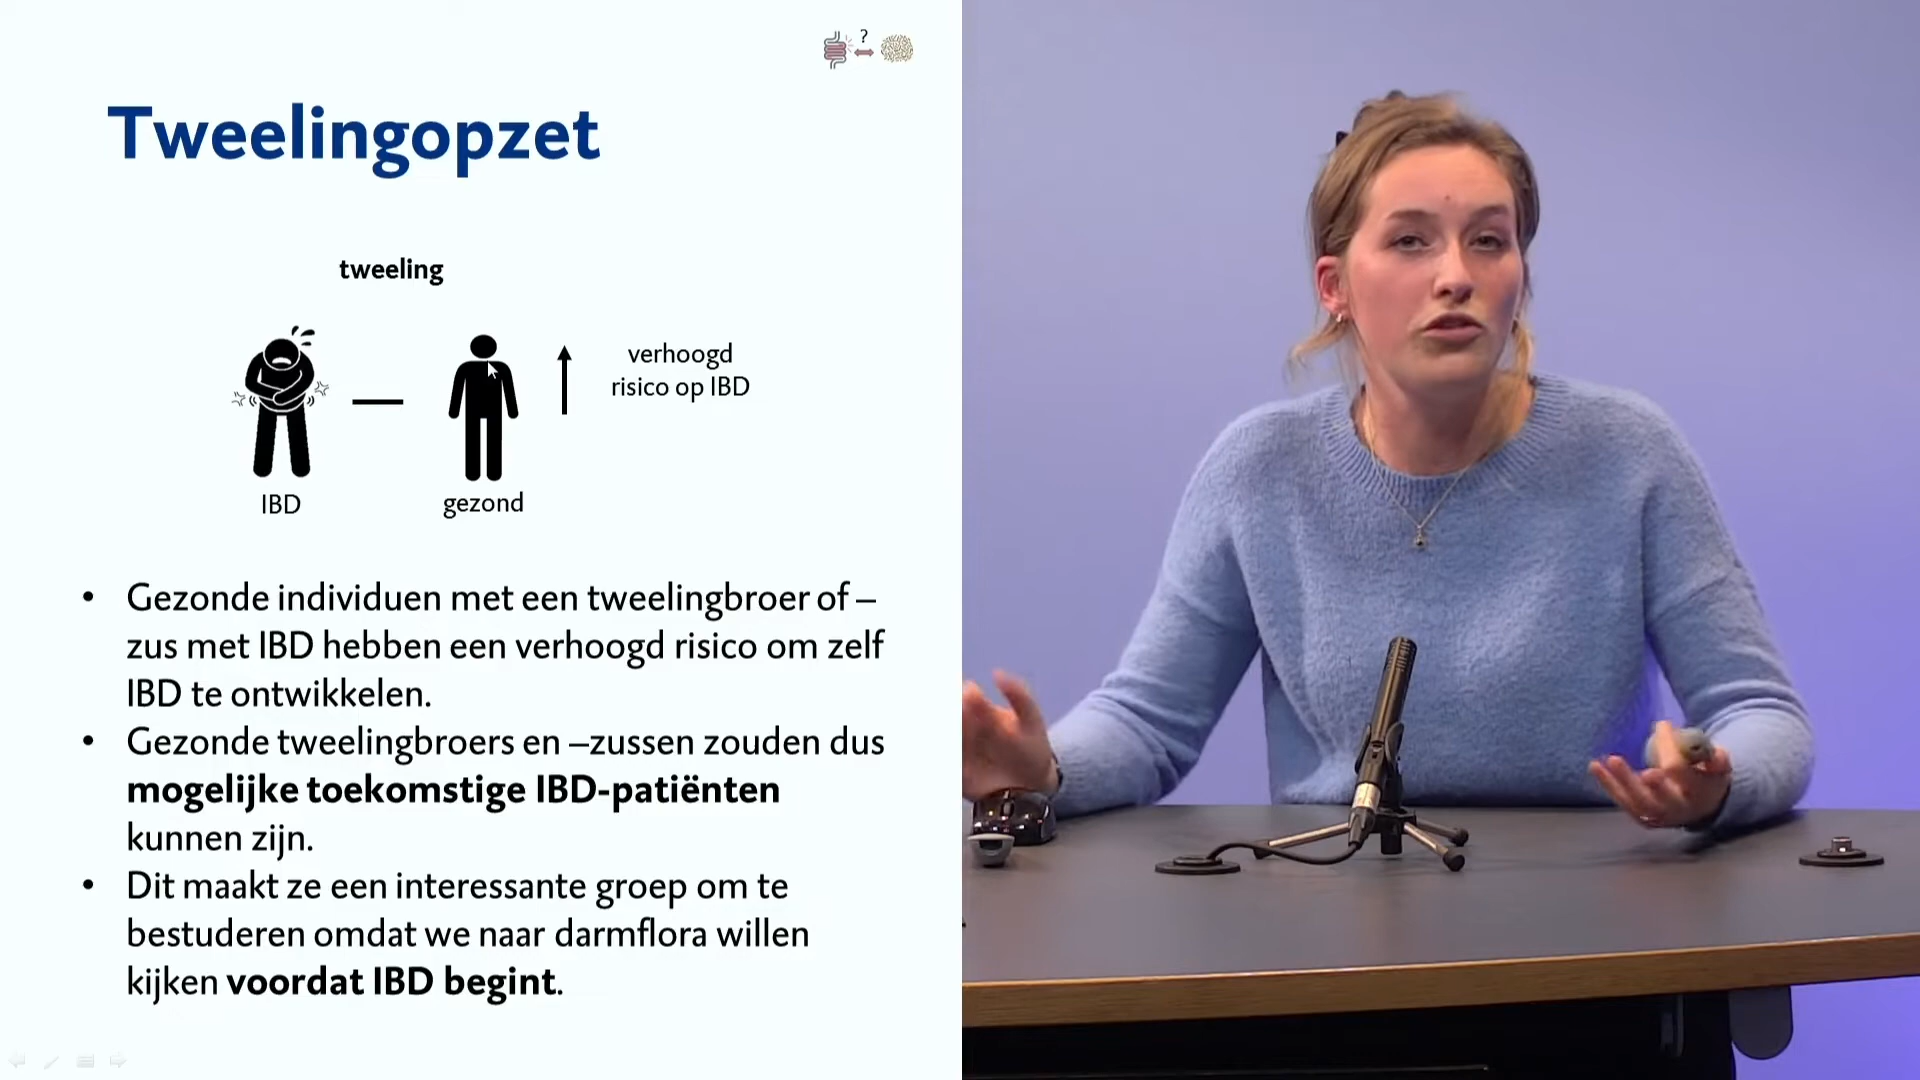 ?
Tweelingopzet
tweeling
verhoogd
risico op IBD
IBD
gezond
• Gezonde individuen met een tweelingbroer of –
zus met IBD hebben een verhoogd risico om zelf
IBD te ontwikkelen.
• Gezonde tweelingbroers en –zussen zouden dus
mogelijke toekomstige IBD-patiënten
kunnen zijn.
• Dit maakt ze een interessante groep om te
bestuderen omdat we naar darmflora willen
kijken voordat IBD begint.